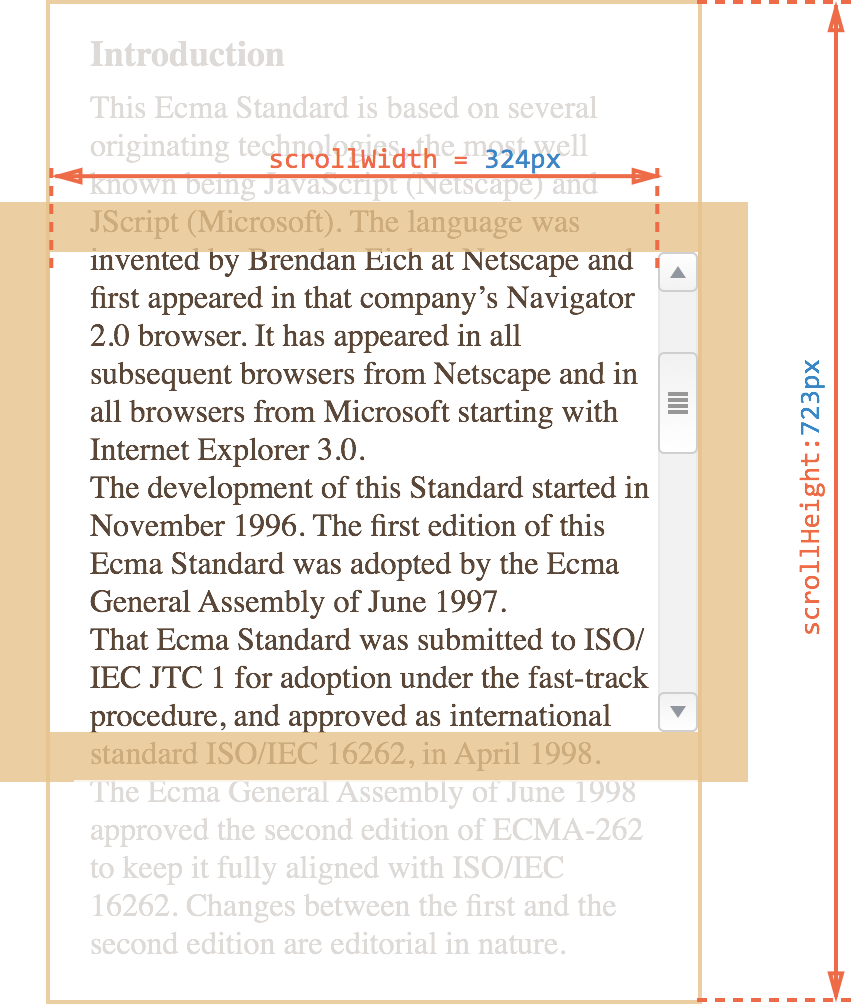 Introduction
This Ecma Standard is based on several
originating technologies, the most well
scrollWidth = 324px
known being JavaScript (Netscape) and
JScript (Microsoft). The language was
invented by Brendan Eich at Netscape and
first appeared in that company’s Navigator
2.0 browser. It has appeared in all
subsequent browsers from Netscape and in
all browsers from Microsoft starting with
Internet Explorer 3.0.
The development of this Standard started in
November 1996. The first edition of this
Ecma Standard was adopted by the Ecma
General Assembly of June 1997.
That Ecma Standard was submitted to ISO/
IEC JTC 1 for adoption under the fast-track
procedure, and approved as international
standard ISO/IEC 16262, in April 1998.
The Ecma General Assembly of June 1998
approved the second edition of ECMA-262
to keep it fully aligned with ISO/IEC
16262. Changes between the first and the
second edition are editorial in nature.
scrollHeight:723px